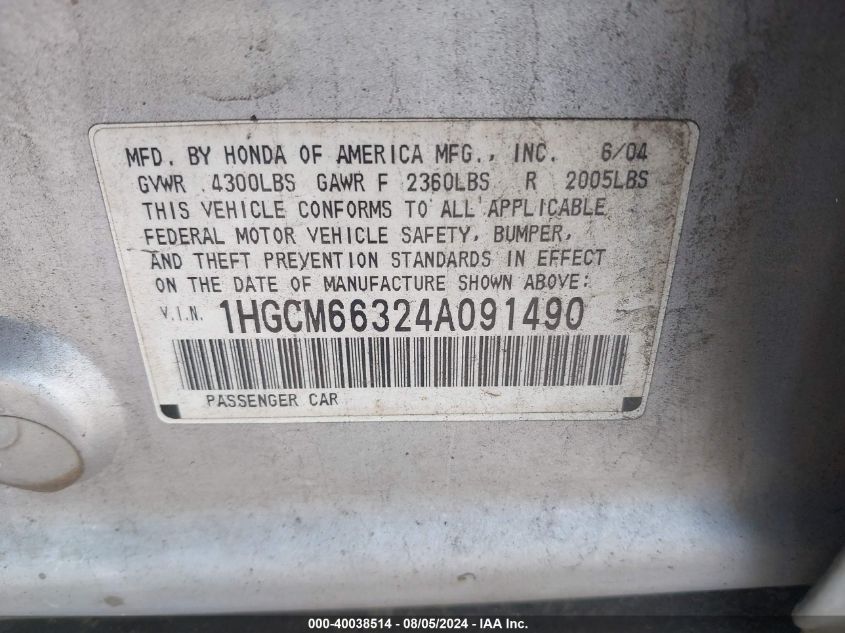 MFD. BY HONDA OF AMERICA MFG., INC. 6/04
GVWR 4300LBS GAWR F 2360LBS R 2005LBS
THIS VEHICLE CONFORMS TO ALL APPLICABLE
FEDERAL MOTOR VEHICLE SAFETY, BUMPER,
AND THEFT PREVENTION STANDARDS IN EFFECT
ON THE DATE OF MANUFACTURE SHOWN ABOVE:
V.I.N. 1HGCM66324A091490
PASSENGER CAR
000-40038514 - 08/05/2024 - IAA Inc.